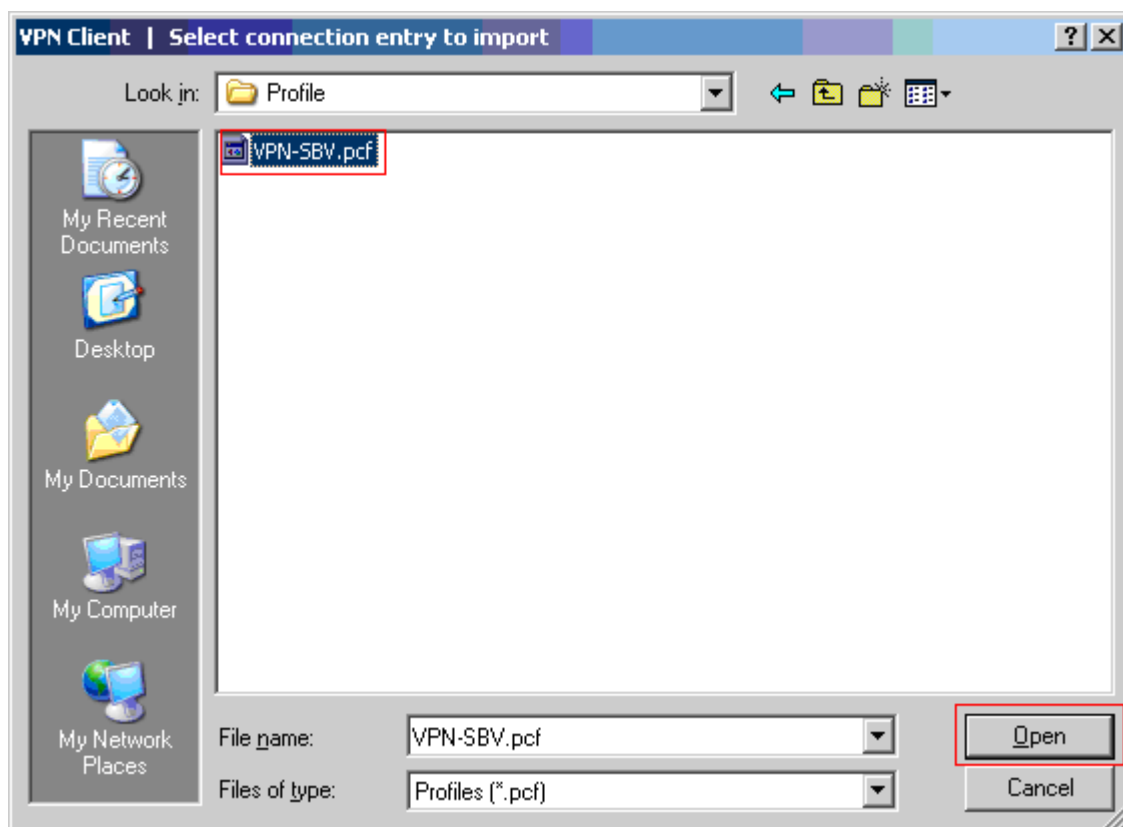 VPN Client | Select connection entry to import
Look in:
Profile
VPN-SBV.pcf
My Recent
Documents
Desktop
My Documents
My Computer
My Network
Places
File name:
VPN-SBV.pcf
Open
Files of type:
Profiles (*.pcf)
Cancel